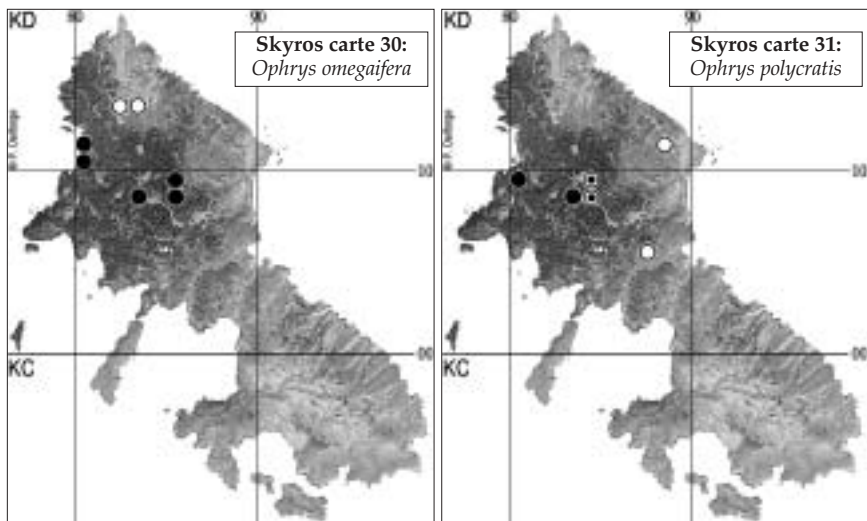 KD 80 90
Skyros carte 30:
Ophrys omegaifera
00
00
KC
KD 80 90
Skyros carte 31:
Ophrys polycratis
00
00
KC